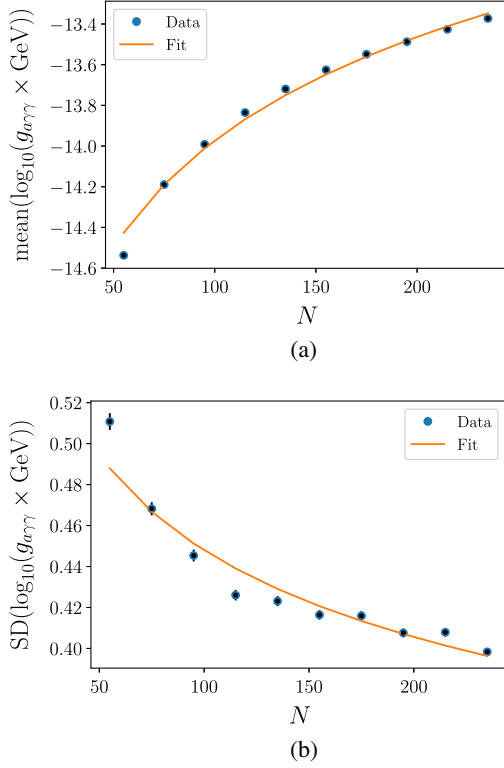 −13.4
−13.6
−13.8
−14.0
−14.2
−14.4
−14.6
mean(log₁₀(gₐγγ × GeV))
Data
Fit
50 100 150 200
N
(a)
0.52
0.50
0.48
0.46
0.44
0.42
0.40
SD(log₁₀(gₐγγ × GeV))
Data
Fit
50 100 150 200
N
(b)